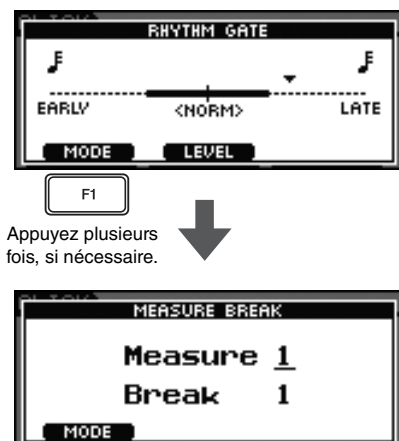 RHYTHM GATE
EARLY <NORM> LATE
MODE LEVEL
F1
Appuyez plusieurs
fois, si nécessaire.
MEASURE BREAK
Measure 1
Break 1
MODE